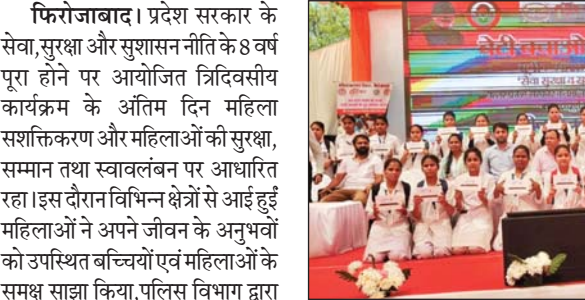 फिरोजाबाद। प्रदेश सरकार के
सेवा,सुरक्षा और सुशासन नीति के 8 वर्ष
पूरा होने पर आयोजित त्रिदिवसीय
कार्यक्रम के अंतिम दिन महिला
सशक्तिकरण और महिलाओं की सुरक्षा,
सम्मान तथा स्वावलंबन पर आधारित
रहा।इस दौरान विभिन्न क्षेत्रों से आई हुईं
महिलाओं ने अपने जीवन के अनुभवों
को उपस्थित बच्चियों एवं महिलाओं के
समक्ष साझा किया,पुलिस विभाग द्वारा